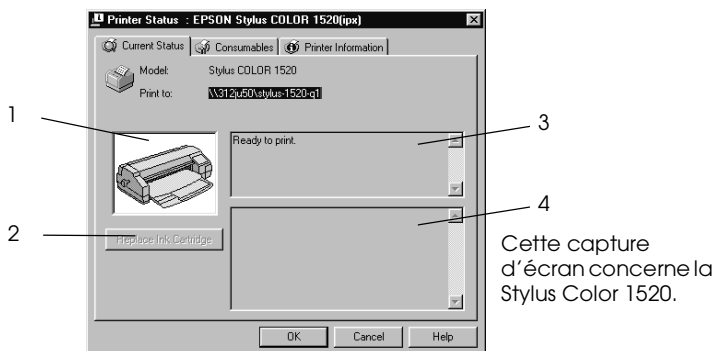 Printer Status : EPSON Stylus COLOR 1520(ipx)
Current Status Consumables Printer Information
Model: Stylus COLOR 1520
Print to: \\312ju50\stylus-1520-q1
1
Ready to print.
3
2
Replace Ink Cartridge
4
Cette capture
d'écran concerne la
Stylus Color 1520.
OK Cancel Help